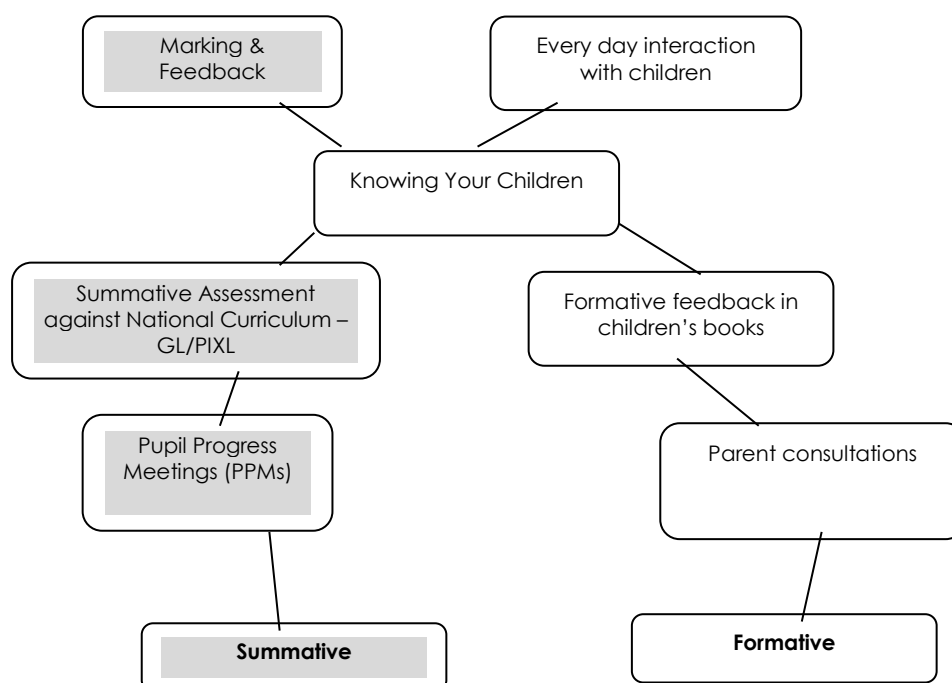 Marking &
Feedback
Every day interaction
with children
Knowing Your Children
Summative Assessment
against National Curriculum –
GL/PIXL
Formative feedback in
children’s books
Pupil Progress
Meetings (PPMs)
Parent consultations
Summative
Formative